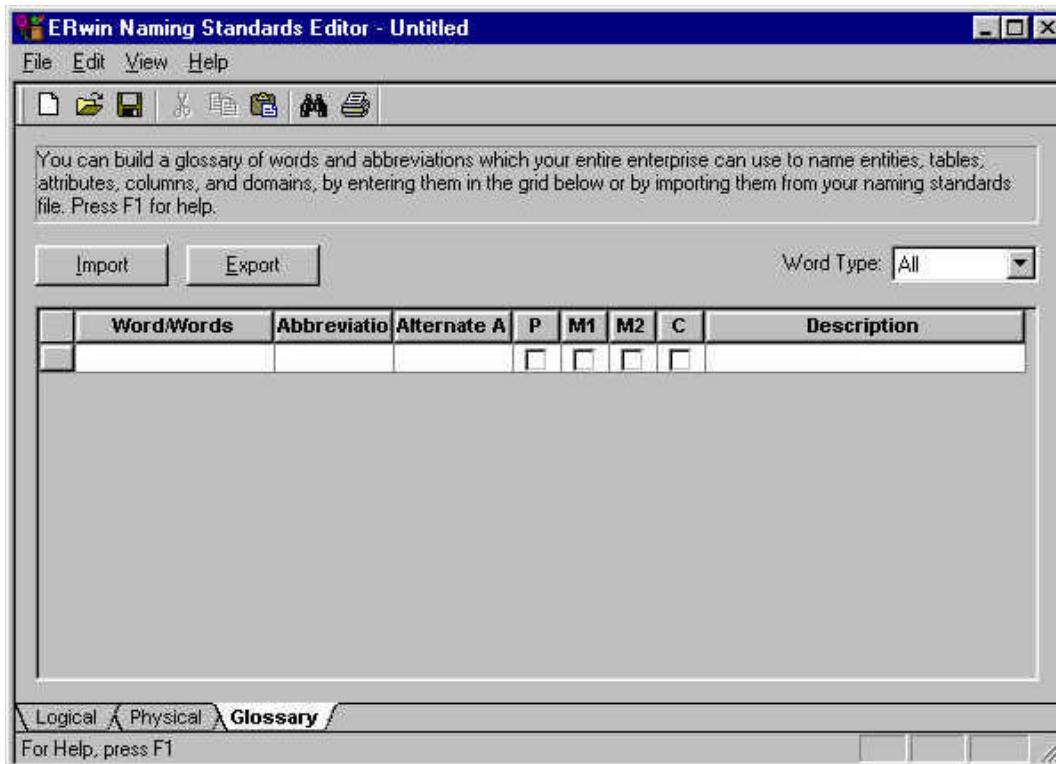 ERwin Naming Standards Editor - Untitled
File Edit View Help
You can build a glossary of words and abbreviations which your entire enterprise can use to name entities, tables,
attributes, columns, and domains, by entering them in the grid below or by importing them from your naming standards
file. Press F1 for help.
Import Export Word Type: All
Word/Words Abbreviatio Alternate A P M1 M2 C Description
Logical Physical Glossary
For Help, press F1